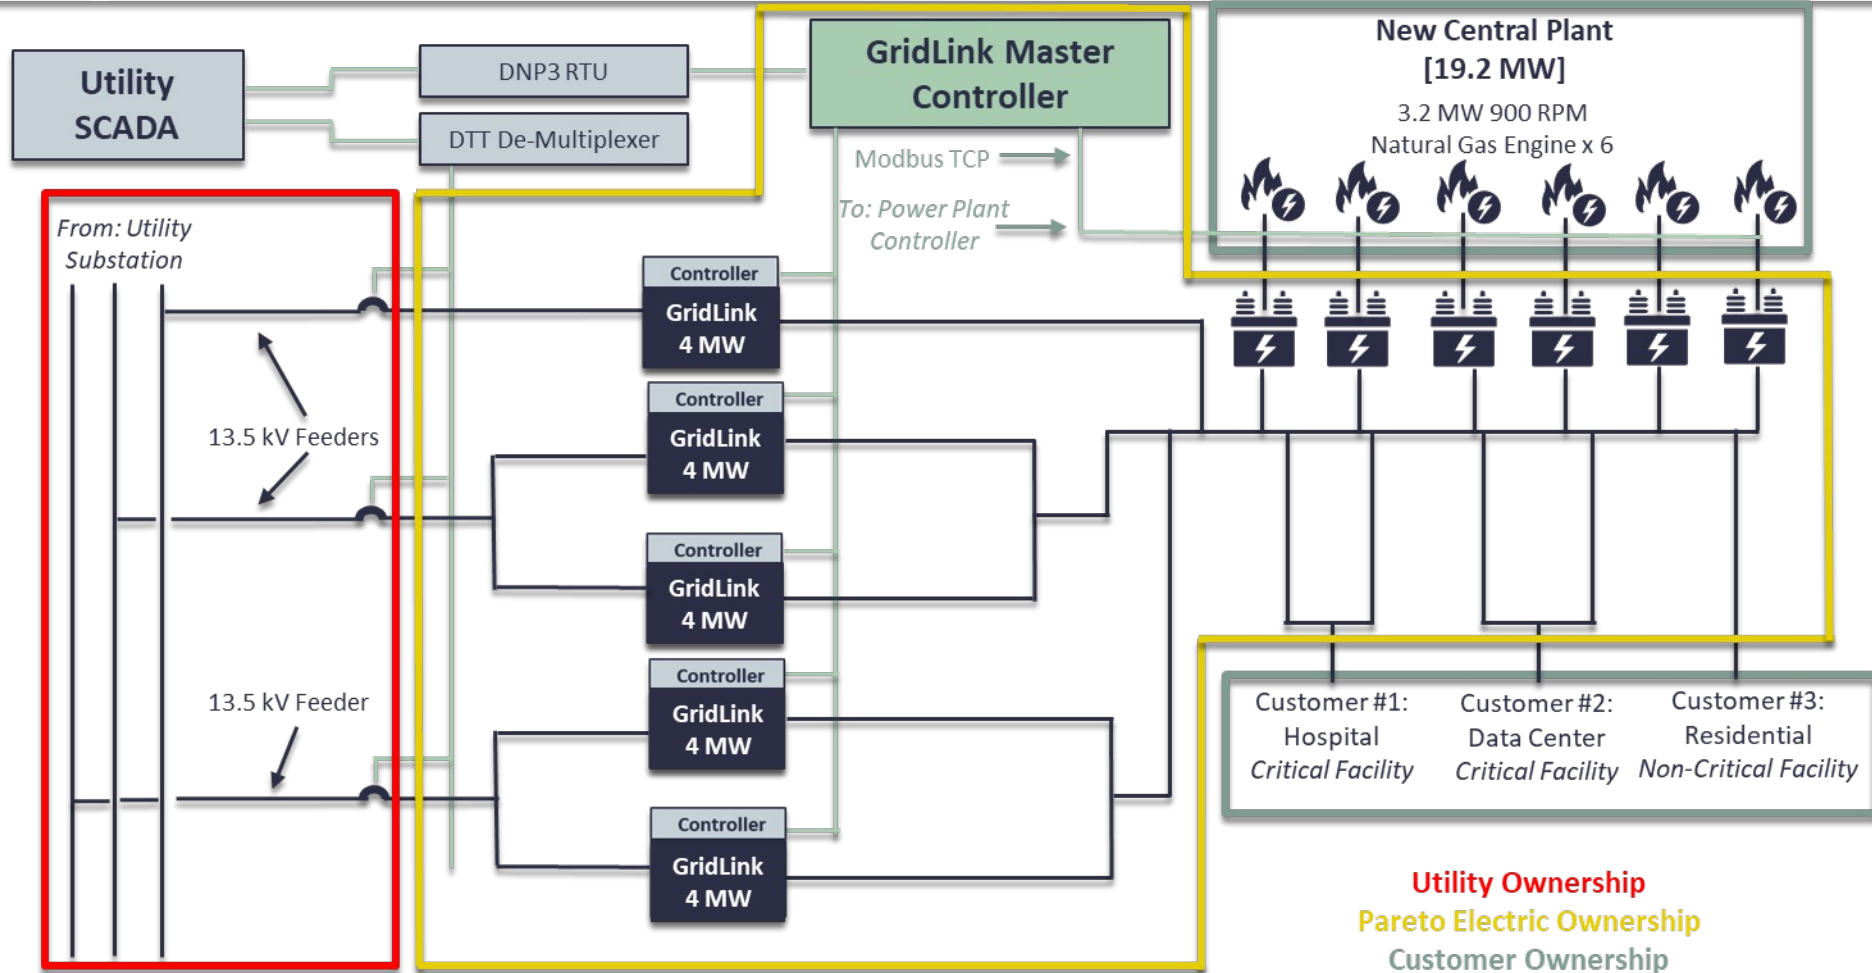 Utility
SCADA
DNP3 RTU
DTT De-Multiplexer
GridLink Master
Controller
New Central Plant
[19.2 MW]
3.2 MW 900 RPM
Natural Gas Engine x 6
Modbus TCP
To: Power Plant
Controller
From: Utility
Substation
13.5 kV Feeders
13.5 kV Feeder
Controller
GridLink
4 MW
Controller
GridLink
4 MW
Controller
GridLink
4 MW
Controller
GridLink
4 MW
Controller
GridLink
4 MW
Customer #1:
Hospital
Critical Facility
Customer #2:
Data Center
Critical Facility
Customer #3:
Residential
Non-Critical Facility
Utility Ownership
Pareto Electric Ownership
Customer Ownership